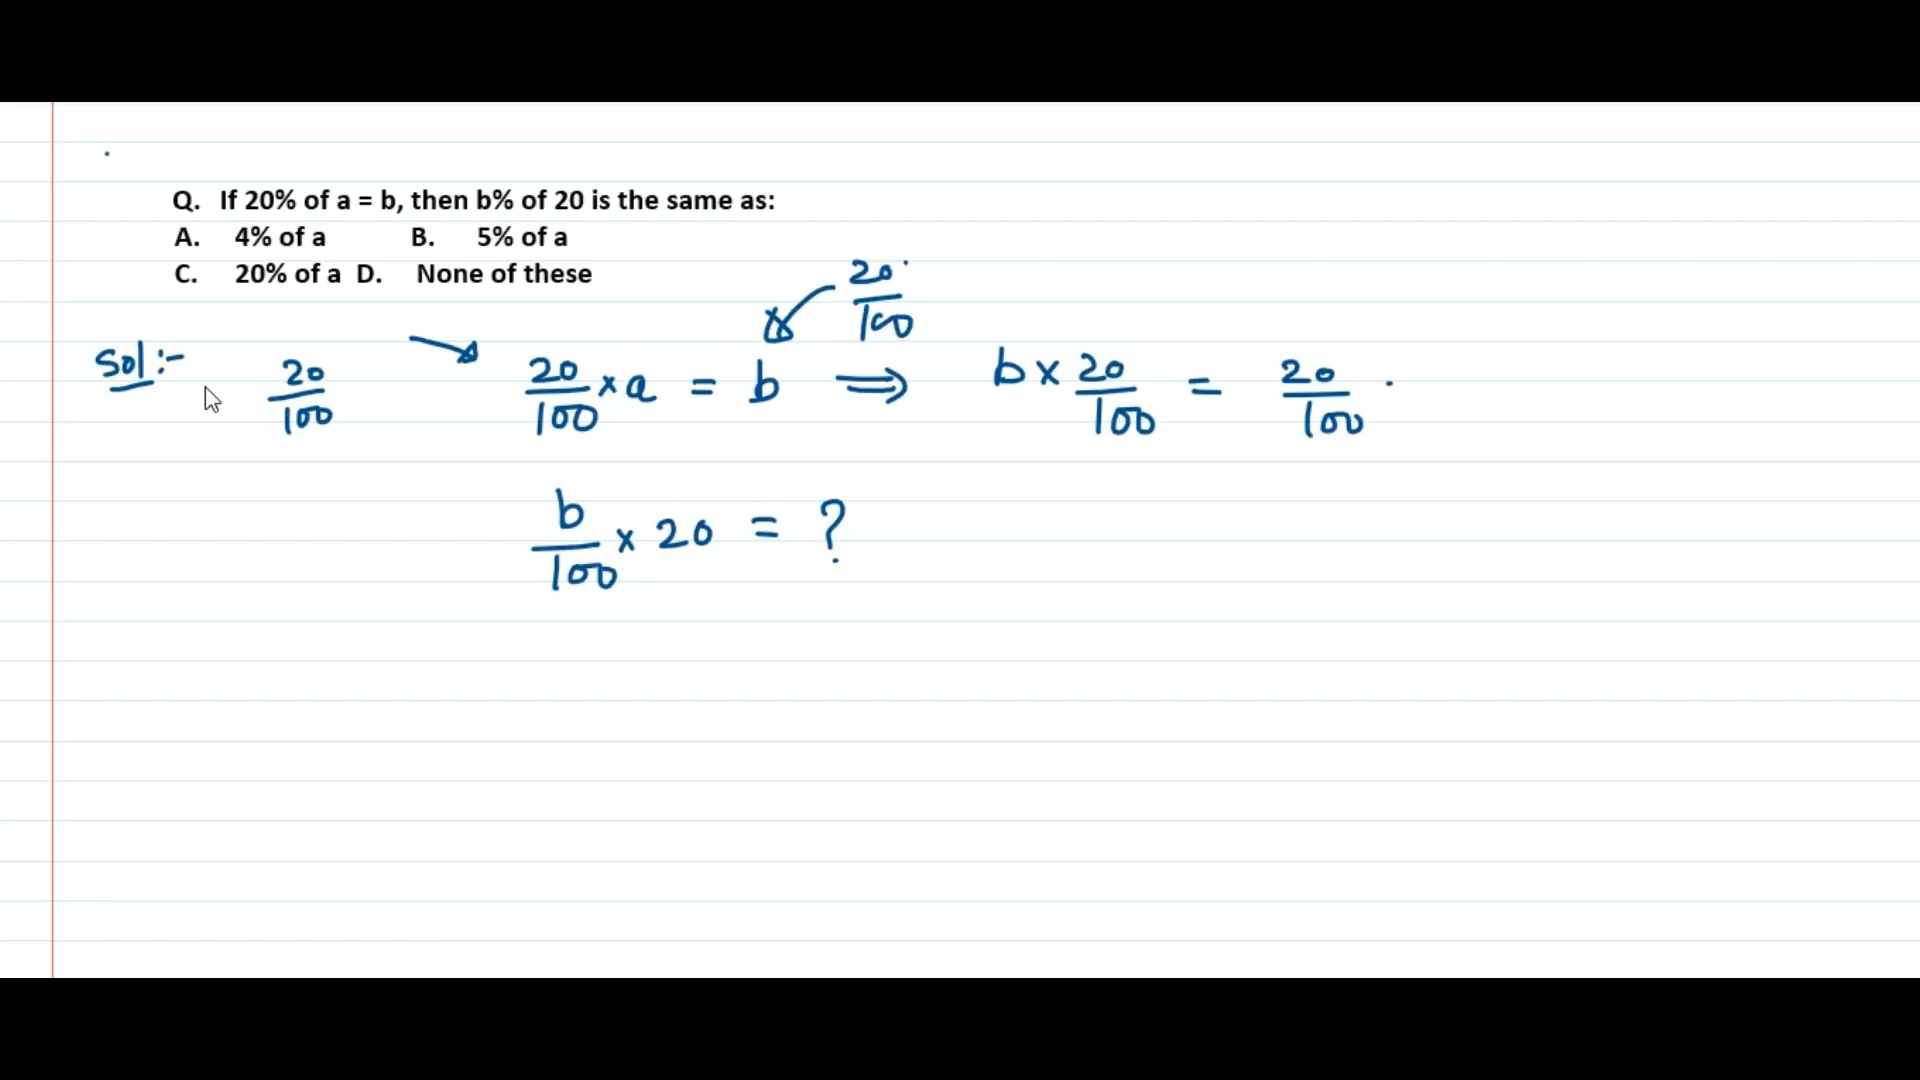 Q. If 20% of a = b, then b% of 20 is the same as:
A. 4% of a B. 5% of a
C. 20% of a D. None of these
Sol:- 20/100 20/100 × a = b × 20/100 ⇒ b × 20/100 = 20/100 .
b/100 × 20 = ?